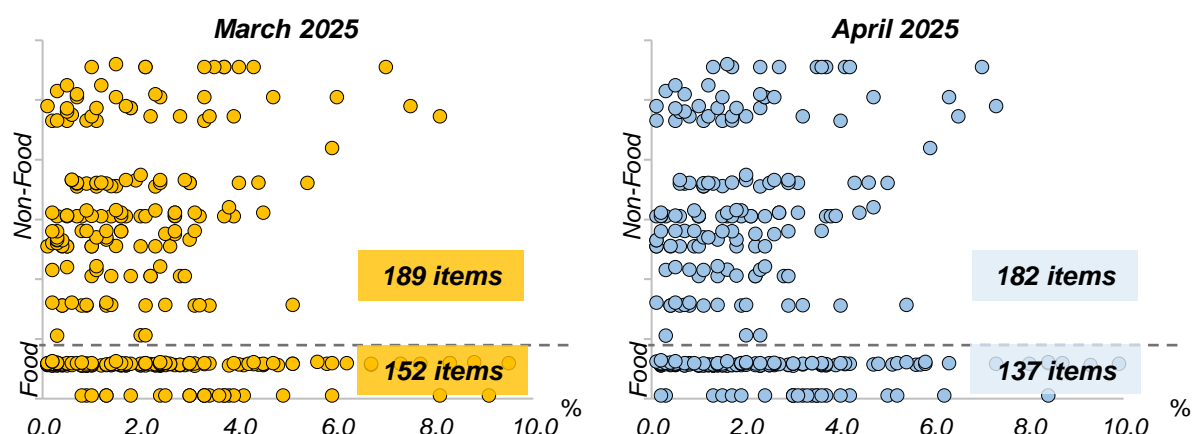 March 2025
Non-Food
Food
189 items
152 items
0.0 2.0 4.0 6.0 8.0 10.0
%
April 2025
Non-Food
Food
182 items
137 items
0.0 2.0 4.0 6.0 8.0 10.0
%